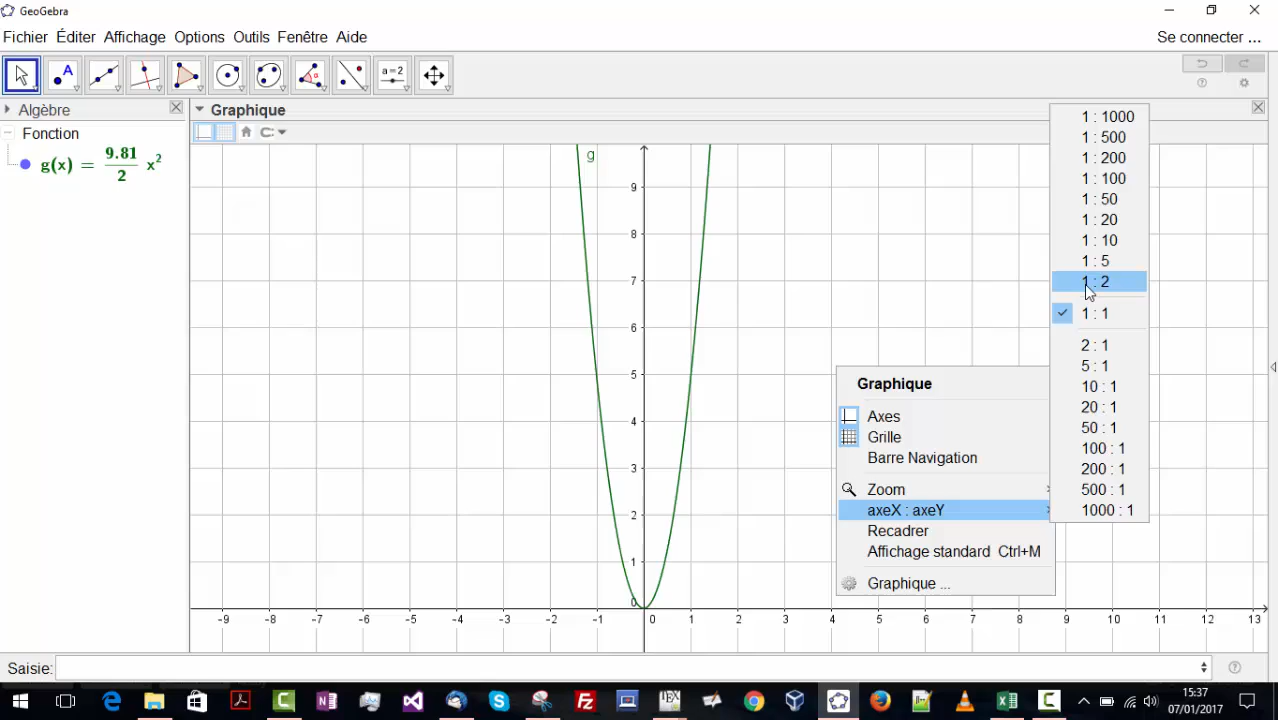 GeoGebra
Fichier Éditer Affichage Options Outils Fenêtre Aide
Se connecter ...
A
α
a = 2
Algèbre
Graphique
Fonction
g(x) = 9.81/2 x²
g
9
8
7
6
5
4
3
2
1
0
-9 -8 -7 -6 -5 -4 -3 -2 -1 0 1 2 3 4 5 6 7 8 9 10 11 12 13
Graphique
Axes
Grille
Barre Navigation
Zoom
axeX : axeY
Recadrer
Affichage standard Ctrl+M
Graphique ...
1 : 1000
1 : 500
1 : 200
1 : 100
1 : 50
1 : 20
1 : 10
1 : 5
1 : 2
1 : 1
2 : 1
5 : 1
10 : 1
20 : 1
50 : 1
100 : 1
200 : 1
500 : 1
1000 : 1
Saisie:
15:37
07/01/2017